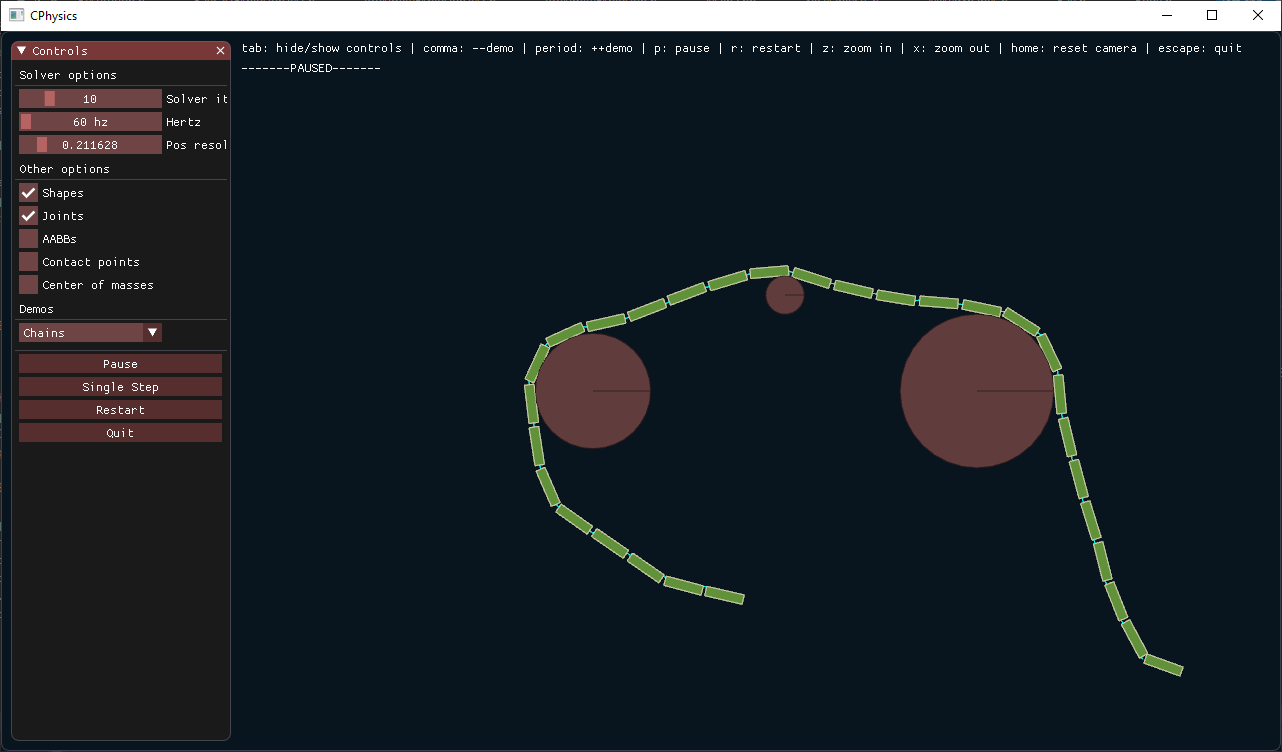 CPhysics
Controls
tab: hide/show controls | comma: --demo | period: ++demo | p: pause | r: restart | z: zoom in | x: zoom out | home: reset camera | escape: quit
-------PAUSED-------
Solver options
10 Solver it
60 hz Hertz
0.211628 Pos resol
Other options
Shapes
Joints
AABBs
Contact points
Center of masses
Demos
Chains
Pause
Single Step
Restart
Quit